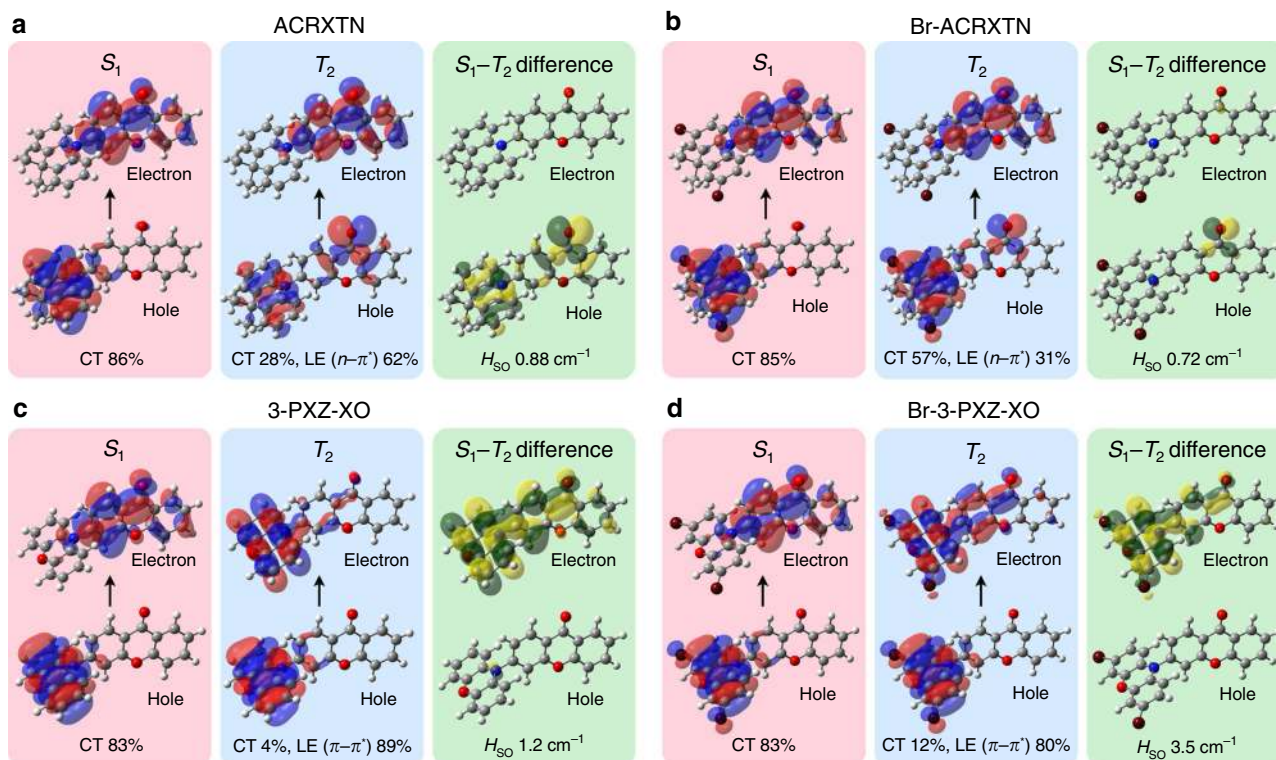 a
ACRXTN
S1
T2
S1–T2 difference
Electron
Electron
Electron
Hole
Hole
Hole
CT 86%
CT 28%, LE (n–π*) 62%
HSO 0.88 cm⁻¹
b
Br-ACRXTN
S1
T2
S1–T2 difference
Electron
Electron
Electron
Hole
Hole
Hole
CT 85%
CT 57%, LE (n–π*) 31%
HSO 0.72 cm⁻¹
c
3-PXZ-XO
S1
T2
S1–T2 difference
Electron
Electron
Electron
Hole
Hole
Hole
CT 83%
CT 4%, LE (π–π*) 89%
HSO 1.2 cm⁻¹
d
Br-3-PXZ-XO
S1
T2
S1–T2 difference
Electron
Electron
Electron
Hole
Hole
Hole
CT 83%
CT 12%, LE (π–π*) 80%
HSO 3.5 cm⁻¹